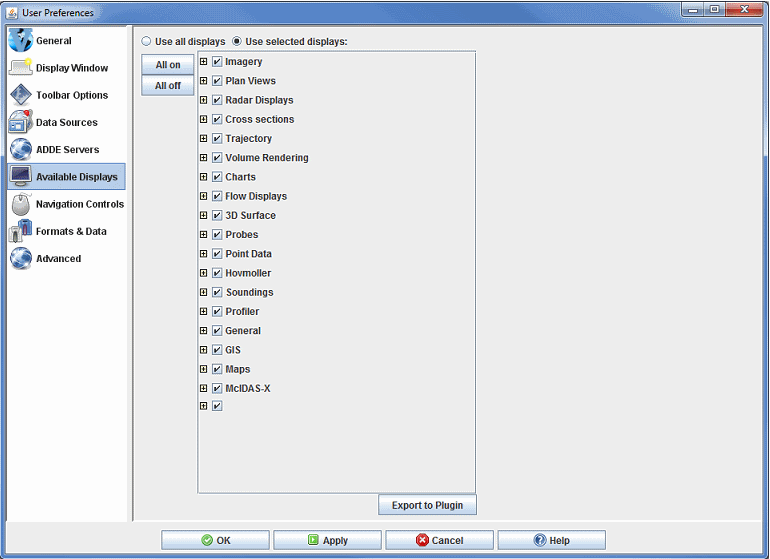 User Preferences
General
Display Window
Toolbar Options
Data Sources
ADDE Servers
Available Displays
Navigation Controls
Formats & Data
Advanced
Use all displays Use selected displays:
All on
All off
Imagery
Plan Views
Radar Displays
Cross sections
Trajectory
Volume Rendering
Charts
Flow Displays
3D Surface
Probes
Point Data
Hovmoller
Soundings
Profiler
General
GIS
Maps
McIDAS-X
Export to Plugin
OK Apply Cancel Help